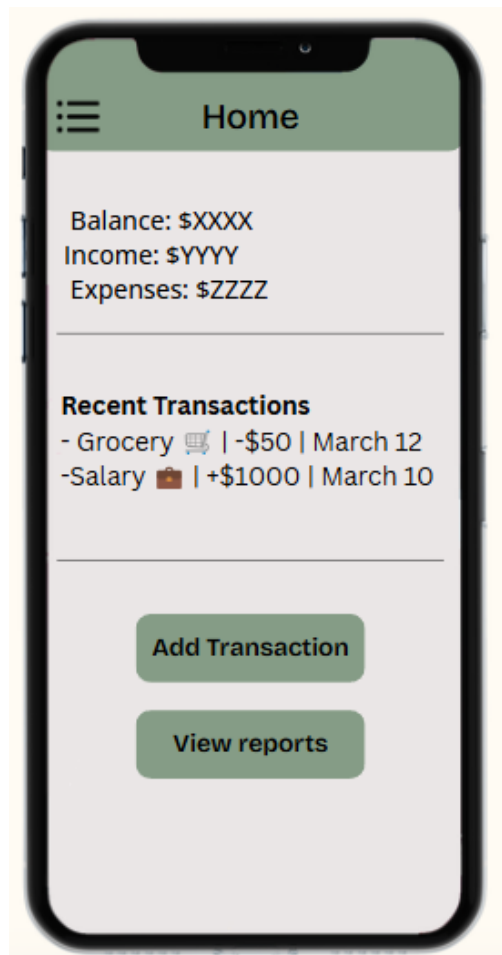 Home
Balance: $XXXX
Income: $YYYY
Expenses: $ZZZZ
Recent Transactions
- Grocery 🛒 | -$50 | March 12
-Salary 💼 | +$1000 | March 10
Add Transaction
View reports